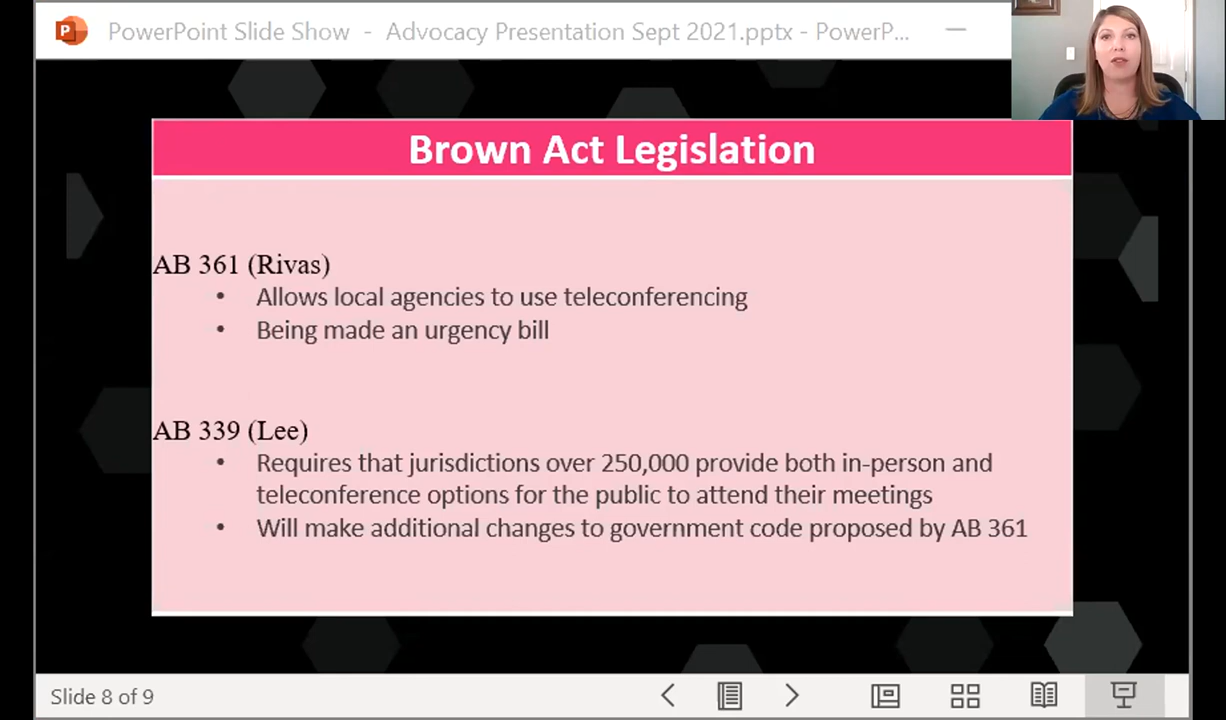 PowerPoint Slide Show - Advocacy Presentation Sept 2021.pptx - PowerP...
Brown Act Legislation
AB 361 (Rivas)
• Allows local agencies to use teleconferencing
• Being made an urgency bill
AB 339 (Lee)
• Requires that jurisdictions over 250,000 provide both in-person and
teleconference options for the public to attend their meetings
• Will make additional changes to government code proposed by AB 361
Slide 8 of 9